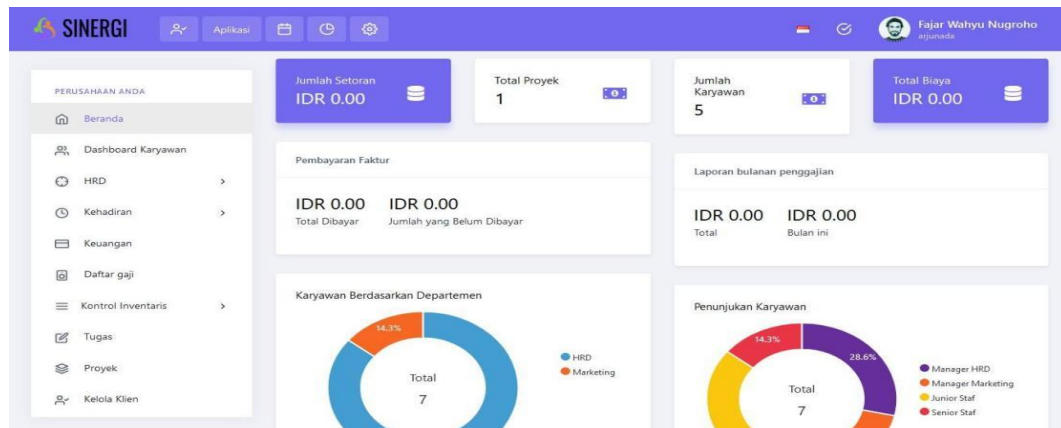 SINERGI
Aplikasi
Fajar Wahyu Nugroho
arjunada
PERUSAHAAN ANDA
Beranda
Dashboard Karyawan
HRD
Kehadiran
Keuangan
Daftar gaji
Kontrol Inventaris
Tugas
Proyek
Kelola Klien
Jumlah Setoran
IDR 0.00
Total Proyek
1
Jumlah
Karyawan
5
Total Biaya
IDR 0.00
Pembayaran Faktur
IDR 0.00 IDR 0.00
Total Dibayar Jumlah yang Belum Dibayar
Laporan bulanan penggajian
IDR 0.00 IDR 0.00
Total Bulan ini
Karyawan Berdasarkan Departemen
14.3%
Total
7
HRD
Marketing
Penunjukan Karyawan
14.3%
28.6%
Total
7
Manager HRD
Manager Marketing
Junior Staf
Senior Staf